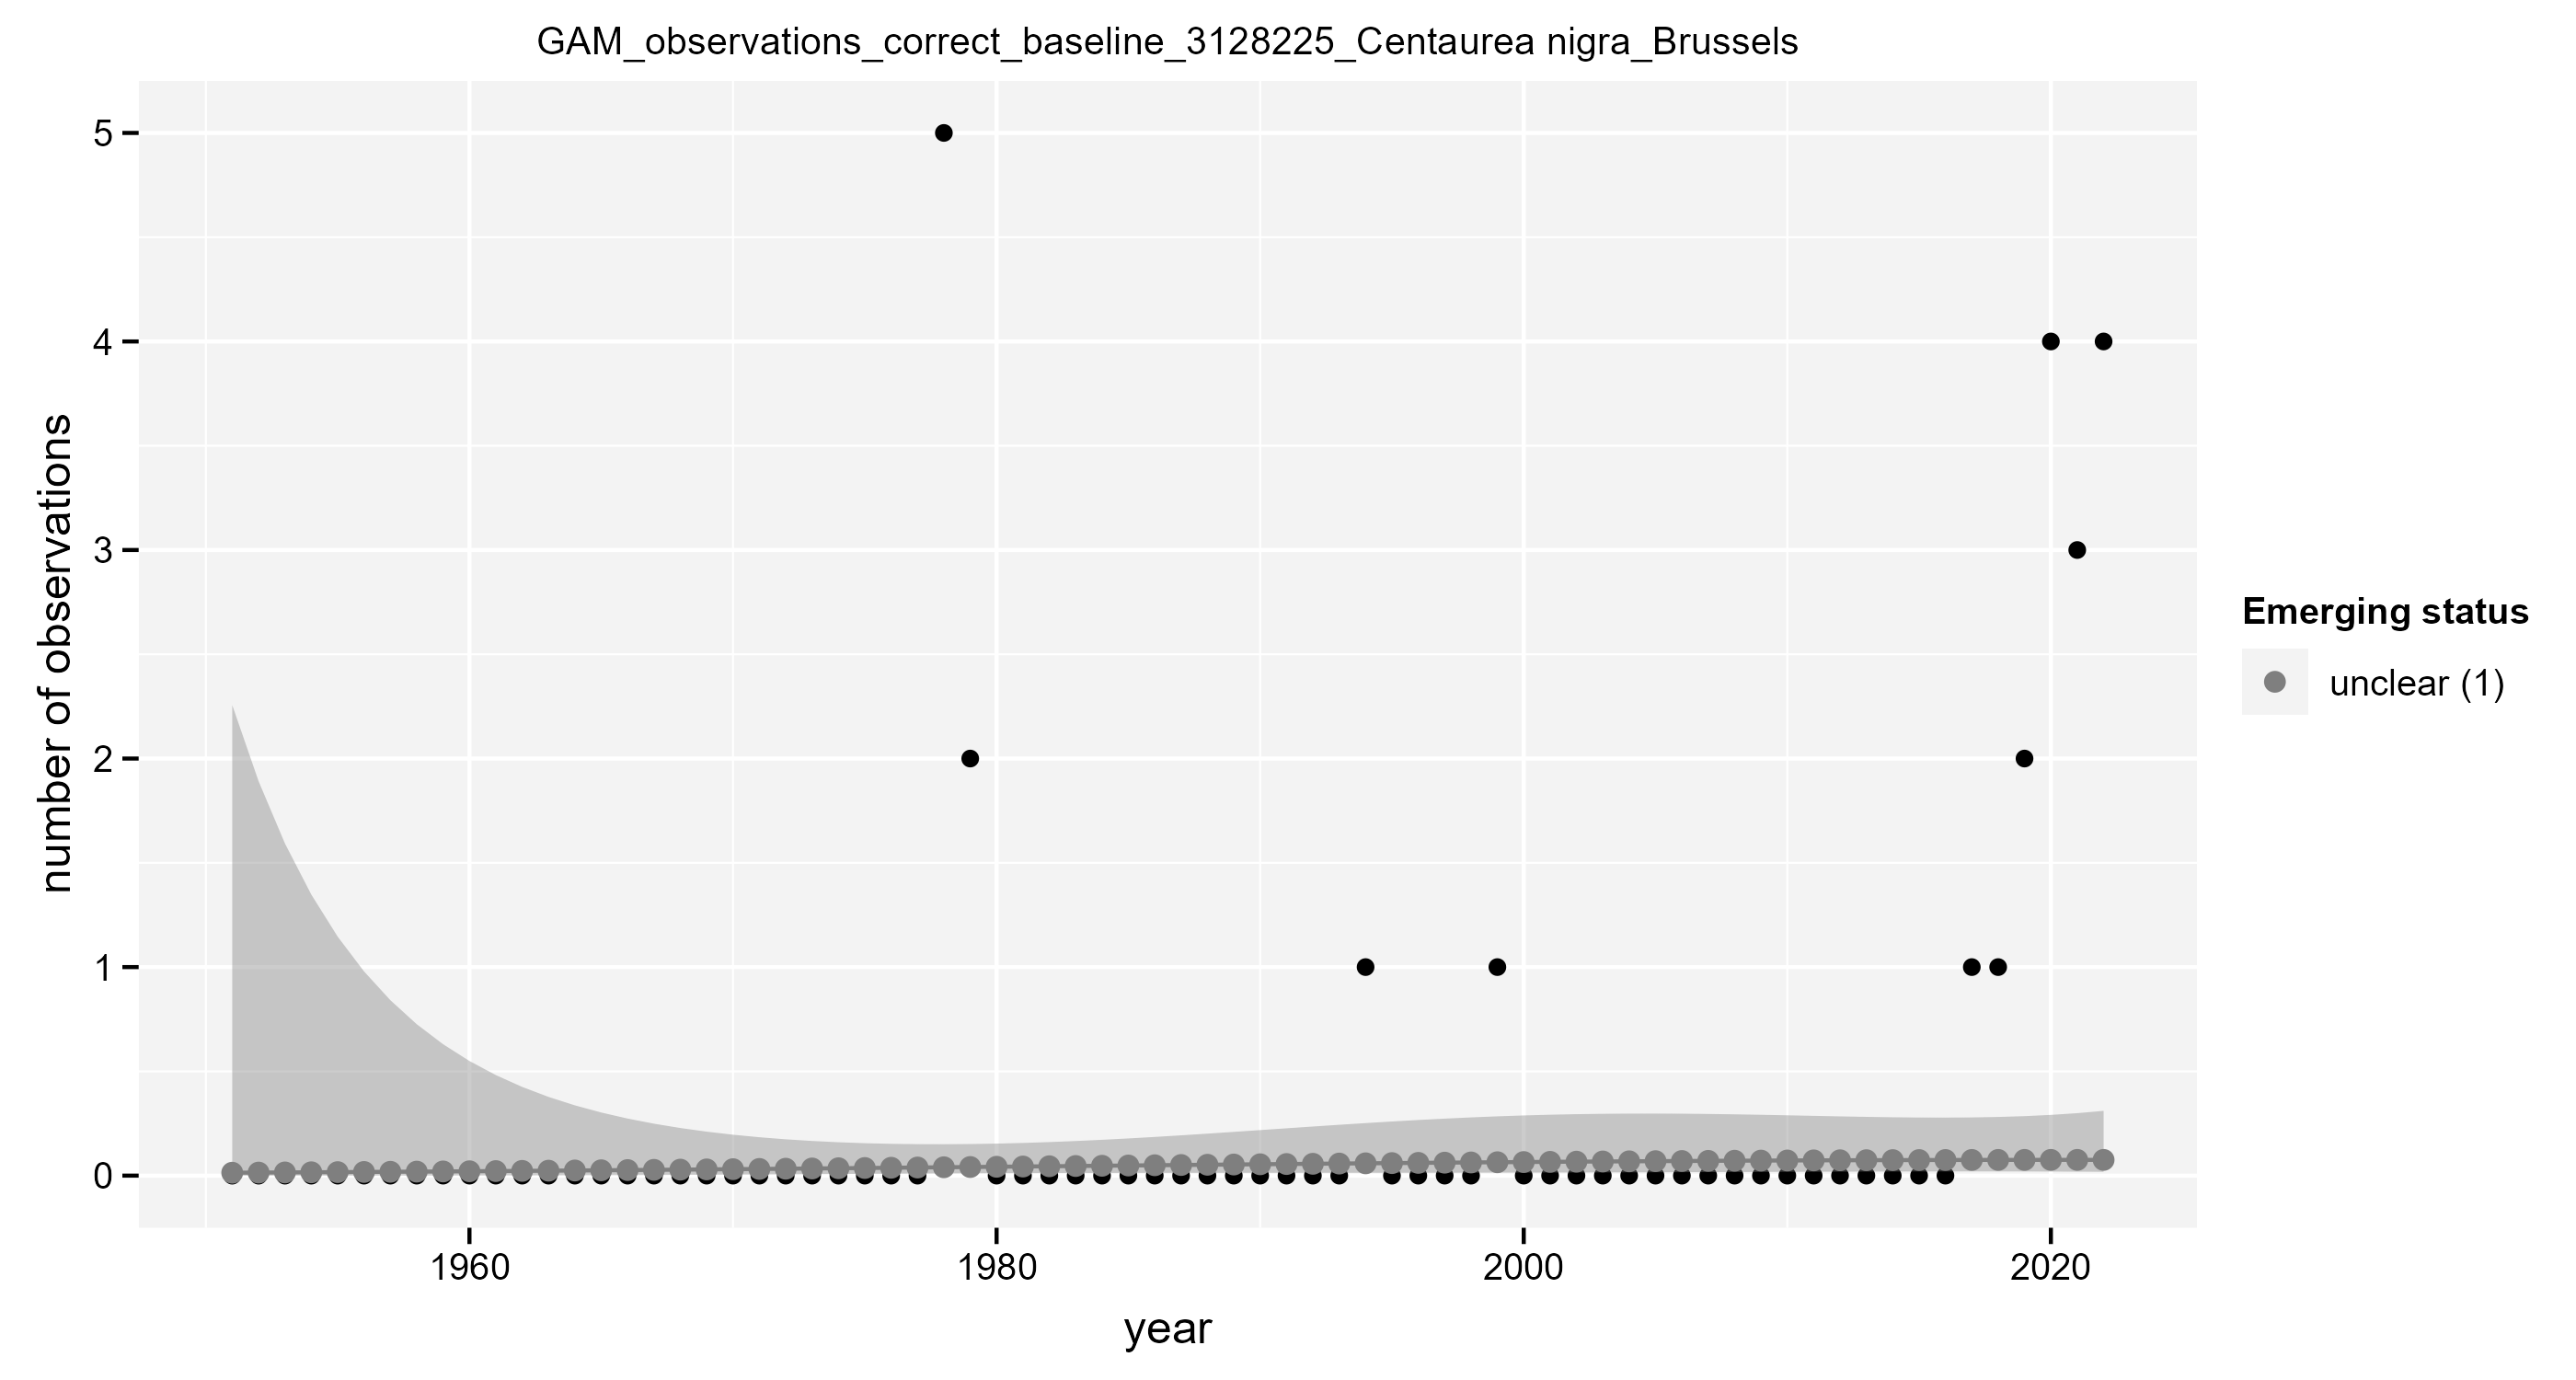 GAM_observations_correct_baseline_3128225_Centaurea nigra_Brussels
number of observations
5
4
3
2
1
0
1960
1980
2000
2020
year
Emerging status
unclear (1)